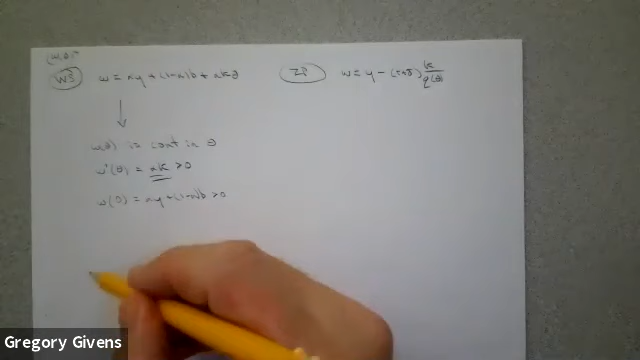 WS w = αy + (1-α)b + αkθ
ZP w = y - (r+δ) k/q(θ)
w(θ) is cont in θ
w'(θ) = αk > 0
w(0) = αy + (1-α)b > 0
Gregory Givens